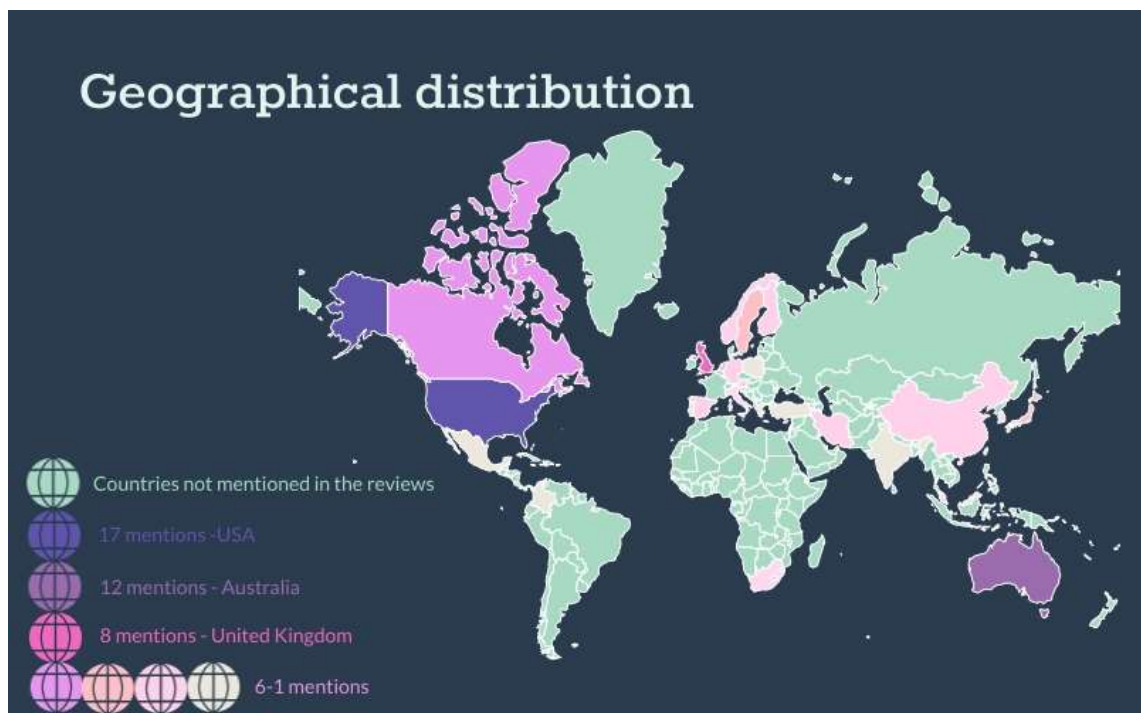 Geographical distribution
Countries not mentioned in the reviews
17 mentions -USA
12 mentions - Australia
8 mentions - United Kingdom
6-1 mentions